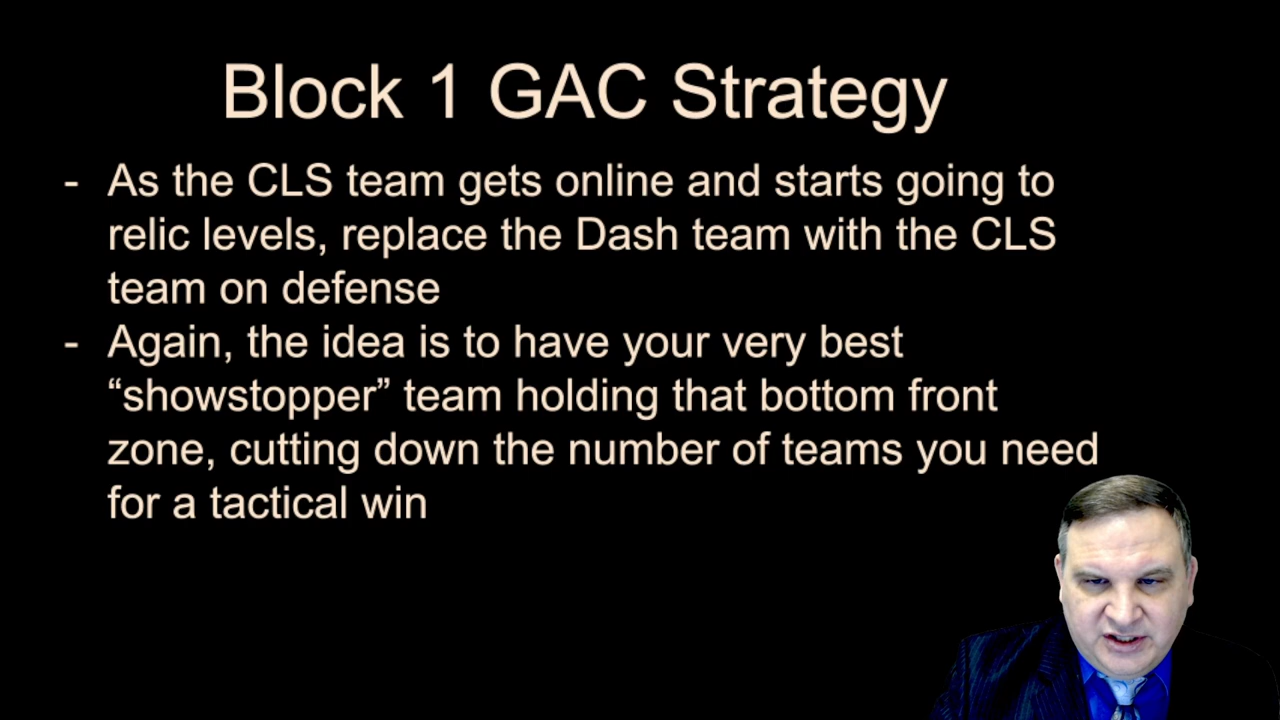 Block 1 GAC Strategy
- As the CLS team gets online and starts going to
relic levels, replace the Dash team with the CLS
team on defense
- Again, the idea is to have your very best
“showstopper” team holding that bottom front
zone, cutting down the number of teams you need
for a tactical win